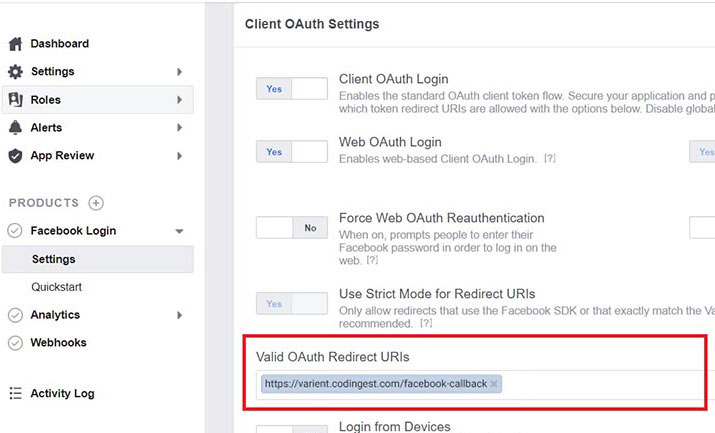 Client OAuth Settings
Dashboard
Settings
Roles
Alerts
App Review
PRODUCTS
Facebook Login
Settings
Quickstart
Analytics
Webhooks
Activity Log
Yes
Client OAuth Login
Enables the standard OAuth client token flow. Secure your application and p
which token redirect URIs are allowed with the options below. Disable global
Yes
Web OAuth Login
Enables web-based Client OAuth Login. [?]
Yes
No
Force Web OAuth Reauthentication
When on, prompts people to enter their
Facebook password in order to log in on the
web. [?]
Yes
Use Strict Mode for Redirect URIs
Only allow redirects that use the Facebook SDK or that exactly match the Va
recommended. [?]
Valid OAuth Redirect URIs
https://varient.codingest.com/facebook-callback
Login from Devices